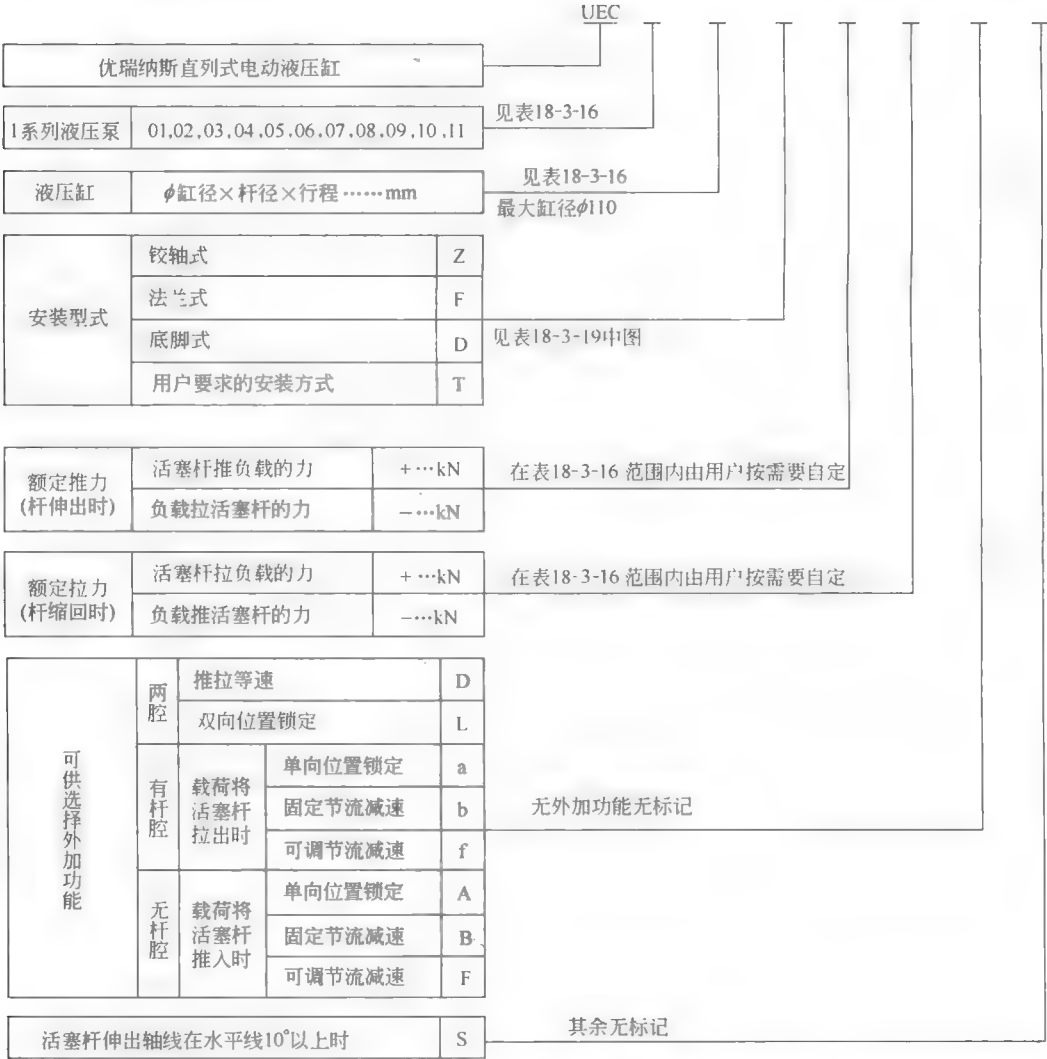 UEC
优瑞纳斯直列式电动液压缸
1系列液压泵 01,02,03,04,05,06,07,08,09,10,11 见表18-3-16
液压缸 ϕ缸径×杆径×行程……mm 见表18-3-16
最大缸径ϕ110
安装型式
铰轴式 Z
法兰式 F
底脚式 D
用户要求的安装方式 T
见表18-3-19中图
额定推力
(杆伸出时)
活塞杆推负载的力 +…kN
负载拉活塞杆的力 -…kN
在表18-3-16 范围内由用户按需要自定
额定拉力
(杆缩回时)
活塞杆拉负载的力 +…kN
负载推活塞杆的力 -…kN
在表18-3-16 范围内由用户按需要自定
可供选择外加功能
两腔
推拉等速 D
双向位置锁定 L
有杆腔
载荷将
活塞杆
拉出时
单向位置锁定 a
固定节流减速 b
可调节流减速 f
无外加功能无标记
无杆腔
载荷将
活塞杆
推入时
单向位置锁定 A
固定节流减速 B
可调节流减速 F
活塞杆伸出轴线在水平线10°以上时 S
其余无标记